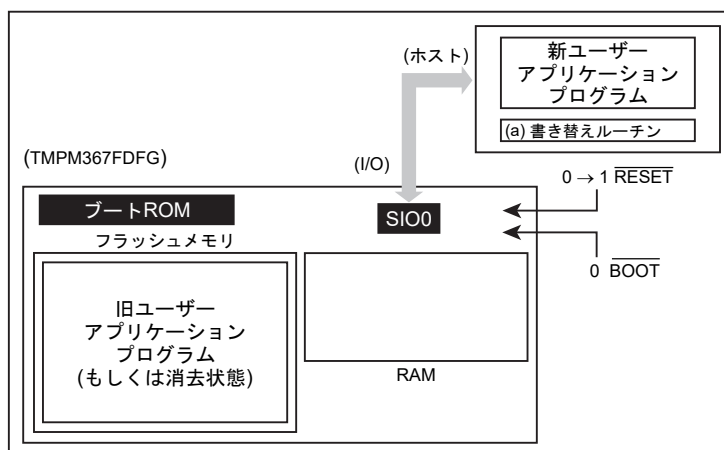 (ホスト)
新ユーザー
アプリケーション
プログラム
(a) 書き替えルーチン
(TMPM367FDFG)
(I/O)
0 → 1 RESET
ブートROM
SIO0
フラッシュメモリ
0 BOOT
旧ユーザー
アプリケーション
プログラム
(もしくは消去状態)
RAM